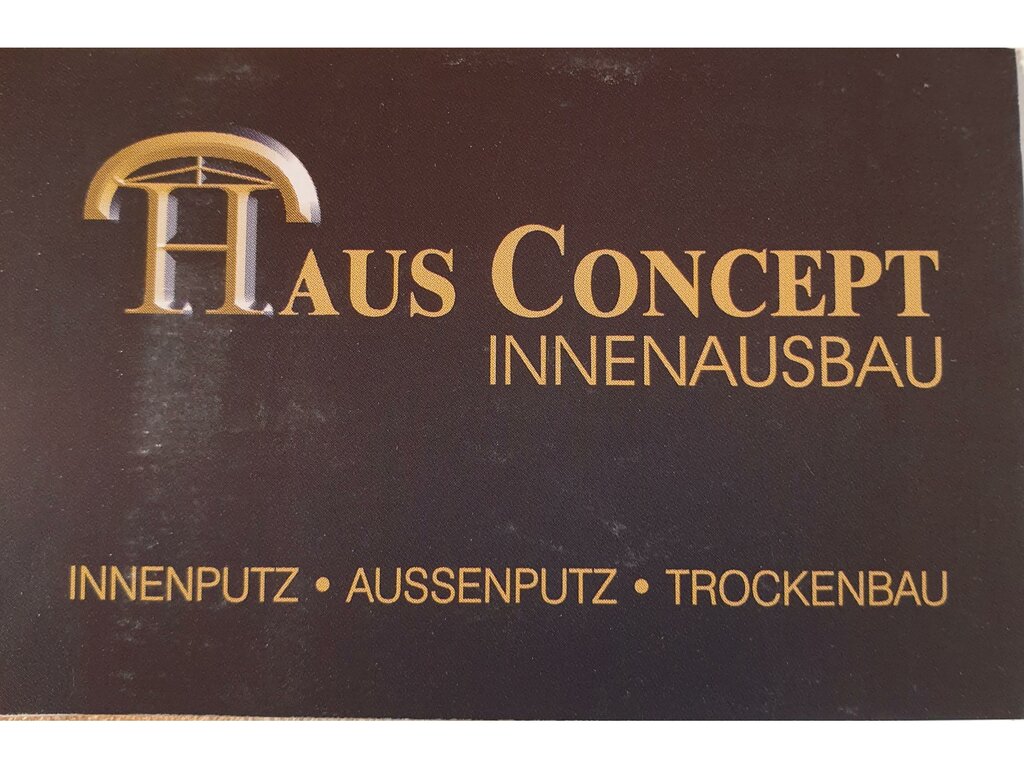 HAUS CONCEPT
INNENAUSBAU
INNENPUTZ • AUSSENPUTZ • TROCKENBAU